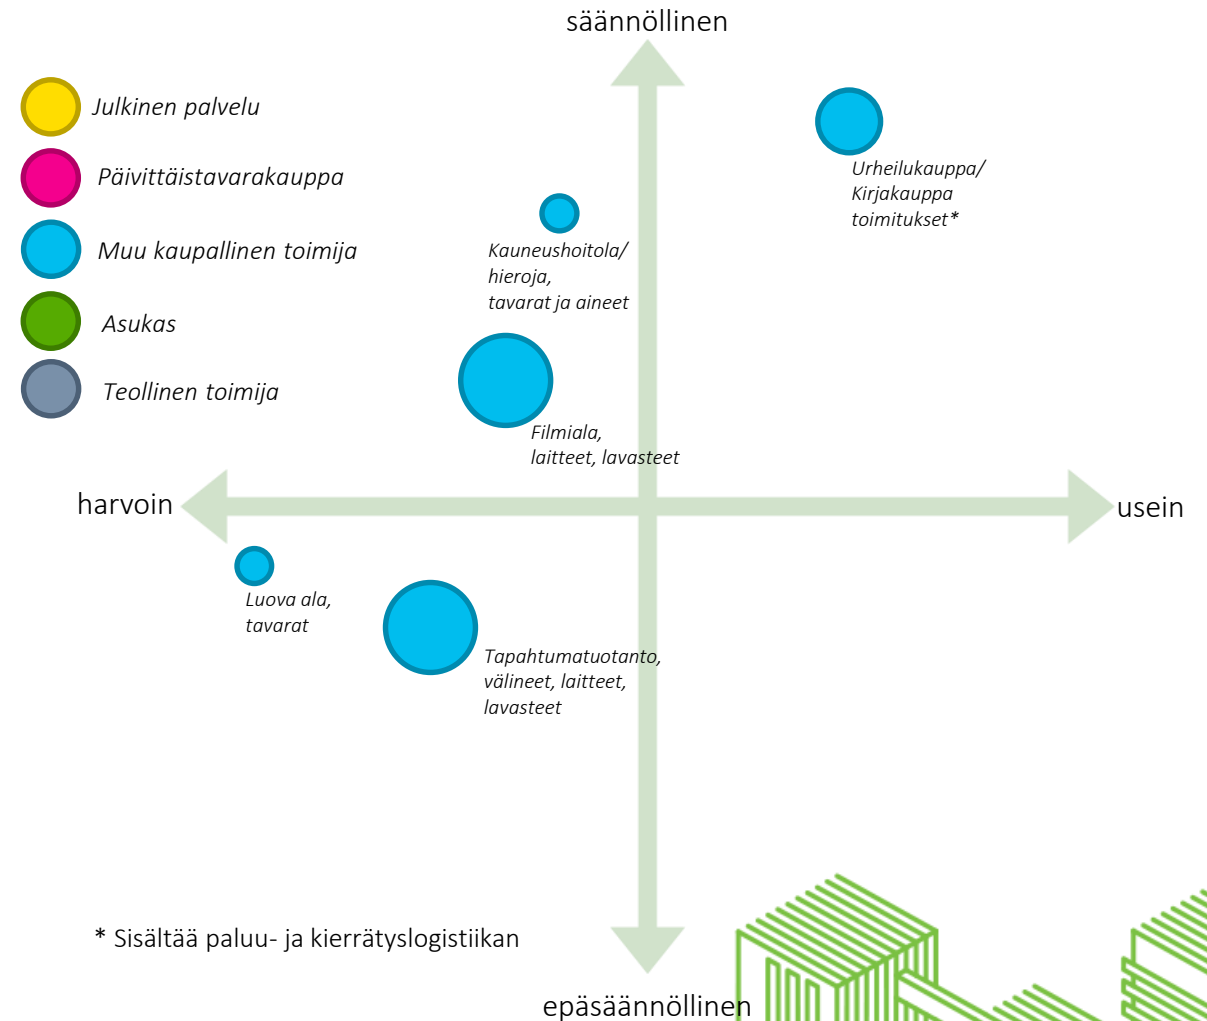 säännöllinen
Julkinen palvelu
Päivittäistavarakauppa
Muu kaupallinen toimija
Asukas
Teollinen toimija
Urheilukauppa/
Kirjakauppa
toimitukset*
Kauneushoitola/
hieroja,
tavarat ja aineet
Filmiala,
laitteet, lavasteet
harvoin
usein
Luova ala,
tavarat
Tapahtumatuotanto,
välineet, laitteet,
lavasteet
* Sisältää paluu- ja kierrätyslogistiikan
epäsäännöllinen